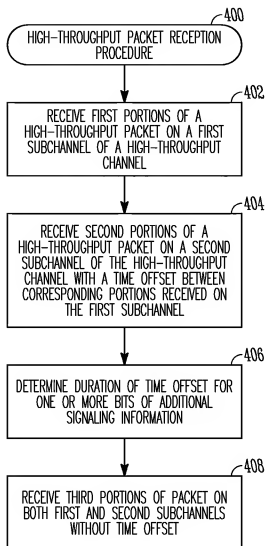 400
HIGH-THROUGHPUT PACKET RECEPTION
PROCEDURE
402
RECEIVE FIRST PORTIONS OF A
HIGH-THROUGHPUT PACKET ON A FIRST
SUBCHANNEL OF A HIGH-THROUGHPUT
CHANNEL
404
RECEIVE SECOND PORTIONS OF A
HIGH-THROUGHPUT PACKET ON A SECOND
SUBCHANNEL OF THE HIGH-THROUGHPUT
CHANNEL WITH A TIME OFFSET BETWEEN
CORRESPONDING PORTIONS RECEIVED ON
THE FIRST SUBCHANNEL
406
DETERMINE DURATION OF TIME OFFSET FOR
ONE OR MORE BITS OF ADDITIONAL
SIGNALING INFORMATION
408
RECEIVE THIRD PORTIONS OF PACKET ON
BOTH FIRST AND SECOND SUBCHANNELS
WITHOUT TIME OFFSET